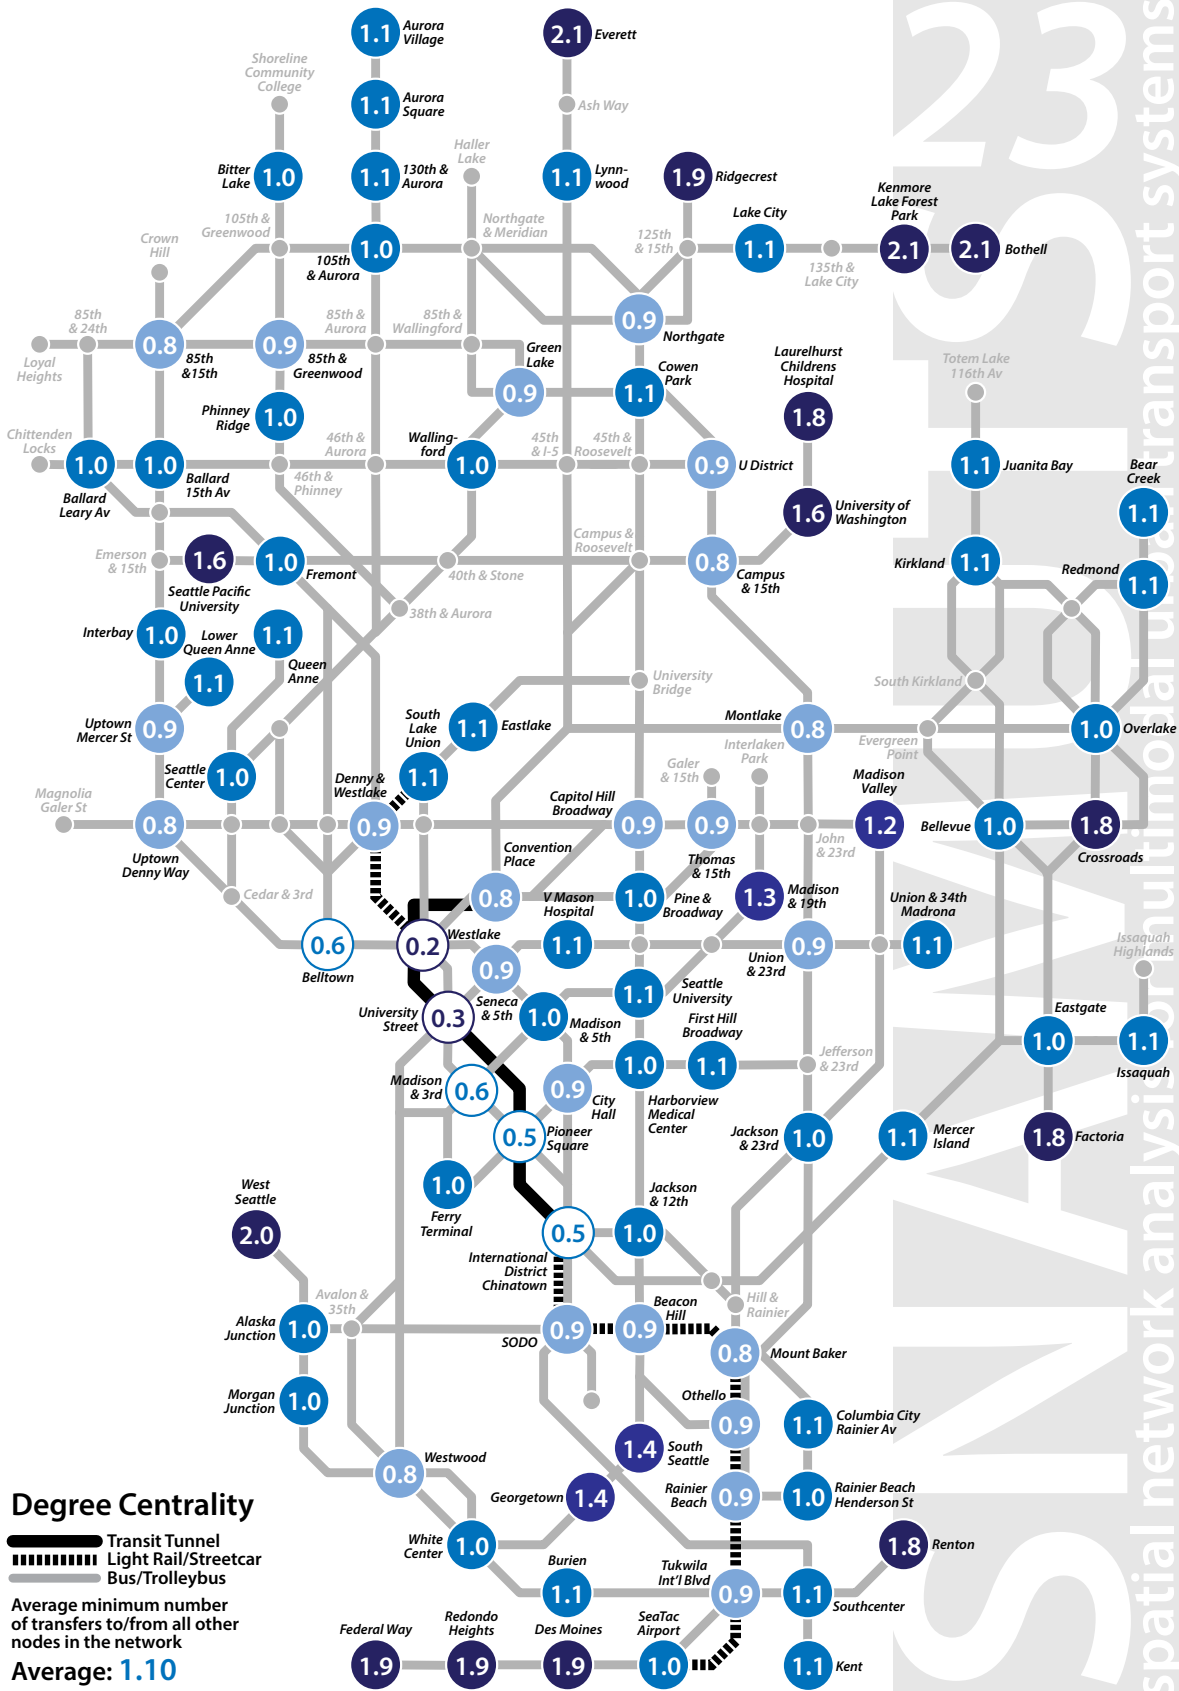 23
SNAMUTS
spatial network analysis for multimodal urban transport systems
1.1
Aurora
Village
2.1
Everett
Shoreline
Community
College
1.1
Aurora
Square
Ash Way
Haller
Lake
Bitter
Lake
1.0
1.1
130th &
Aurora
1.1
Lynn-
wood
1.9
Ridgecrest
Kenmore
Lake Forest
Park
Lake City
105th &
Greenwood
Northgate
& Meridian
125th
& 15th
Crown
Hill
1.0
105th
& Aurora
1.1
135th &
Lake City
2.1
2.1
Bothell
85th
& 24th
85th &
Aurora
85th &
Wallingford
0.9
Northgate
Loyal
Heights
0.8
85th
&15th
0.9
85th &
Greenwood
Green
Lake
Laurelhurst
Childrens
Hospital
Totem Lake
116th Av
Cowen
Park
0.9
1.1
1.8
Phinney
Ridge
1.0
Chittenden
Locks
46th &
Aurora
Walling-
ford
45th
& I-5
45th &
Roosevelt
1.0
1.0
Ballard
Leary Av
Ballard
15th Av
46th &
Phinney
1.0
0.9
U District
1.1
Juanita Bay
Bear
Creek
1.6
University of
Washington
1.1
Campus &
Roosevelt
Emerson
& 15th
1.6
Seattle Pacific
University
1.0
Fremont
40th & Stone
0.8
Campus
& 15th
Kirkland
1.1
Redmond
1.1
38th & Aurora
Interbay
1.0
Lower
Queen Anne
1.1
1.1
Queen
Anne
University
Bridge
South Kirkland
Uptown
Mercer St
0.9
South
Lake
Union
1.1
Eastlake
Montlake
0.8
Evergreen
Point
1.0
Overlake
Interlaken
Park
Galer
& 15th
Seattle
Center
1.0
Denny &
Westlake
1.1
Madison
Valley
Magnolia
Galer St
0.8
Uptown
Denny Way
0.9
Capitol Hill
Broadway
0.9
0.9
Thomas
& 15th
John
& 23rd
1.2
Bellevue
1.0
1.8
Crossroads
Convention
Place
Cedar & 3rd
0.8
V Mason
Hospital
1.0
Pine &
Broadway
1.3
Madison
& 19th
Union & 34th
Madrona
0.6
Belltown
0.2
Westlake
1.1
Union
& 23rd
0.9
1.1
Issaquah
Highlands
0.9
Seneca
& 5th
1.1
Seattle
University
University
Street
0.3
1.0
Madison
& 5th
First Hill
Broadway
Eastgate
1.0
1.1
Issaquah
Madison
& 3rd
0.6
0.9
City
Hall
1.0
Harborview
Medical
Center
1.1
Jefferson
& 23rd
0.5
Pioneer
Square
Jackson
& 23rd
1.0
1.1
Mercer
Island
1.8
Factoria
1.0
Ferry
Terminal
West
Seattle
2.0
Jackson
& 12th
0.5
1.0
International
District
Chinatown
Avalon &
35th
Hill &
Rainier
Alaska
Junction
1.0
SODO
0.9
Beacon
Hill
0.9
0.8
Mount Baker
Morgan
Junction
1.0
Othello
0.9
1.1
Columbia City
Rainier Av
0.8
Westwood
1.4
South
Seattle
Georgetown
1.4
Rainier
Beach
0.9
1.0
Rainier Beach
Henderson St
White
Center
1.0
1.8
Renton
Burien
1.1
Tukwila
Int'l Blvd
0.9
1.1
Southcenter
Federal Way
1.9
Redondo
Heights
1.9
Des Moines
1.9
SeaTac
Airport
1.0
1.1
Kent
Degree Centrality
Transit Tunnel
Light Rail/Streetcar
Bus/Trolleybus
Average minimum number
of transfers to/from all other
nodes in the network
Average: 1.10